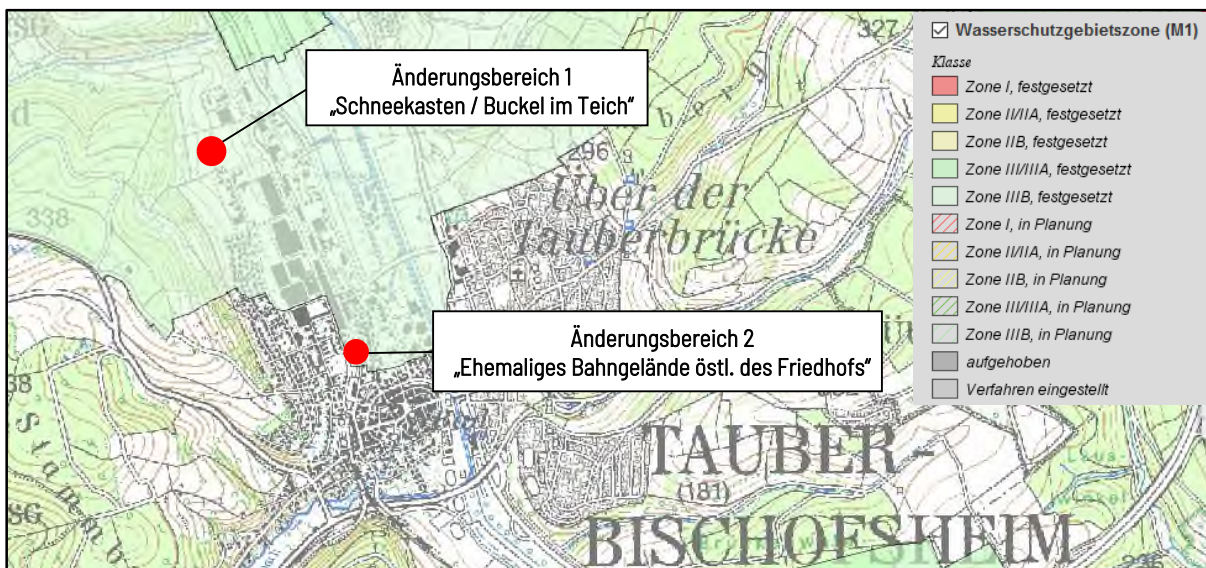 SG
327
Änderungsbereich 1
„Schneekasten / Buckel im Teich“
296
338
Über der
Tauberbrücke
Änderungsbereich 2
„Ehemaliges Bahngelände östl. des Friedhofs“
TAUBER-
(181)
BISCHOFSHEIM
SG
Wasserschutzgebietszone (M1)
Klasse
Zone I, festgesetzt
Zone II/IIA, festgesetzt
Zone IIB, festgesetzt
Zone III/IIIA, festgesetzt
Zone IIIB, festgesetzt
Zone I, in Planung
Zone II/IIA, in Planung
Zone IIB, in Planung
Zone III/IIIA, in Planung
Zone IIIB, in Planung
aufgehoben
Verfahren eingestellt